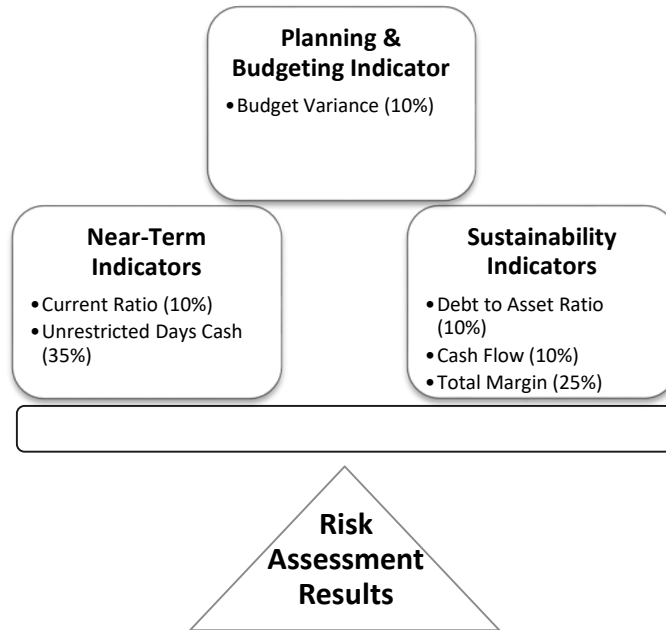 Planning &
Budgeting Indicator
•Budget Variance (10%)
Near-Term
Indicators
•Current Ratio (10%)
•Unrestricted Days Cash
(35%)
Sustainability
Indicators
•Debt to Asset Ratio
(10%)
•Cash Flow (10%)
•Total Margin (25%)
Risk
Assessment
Results